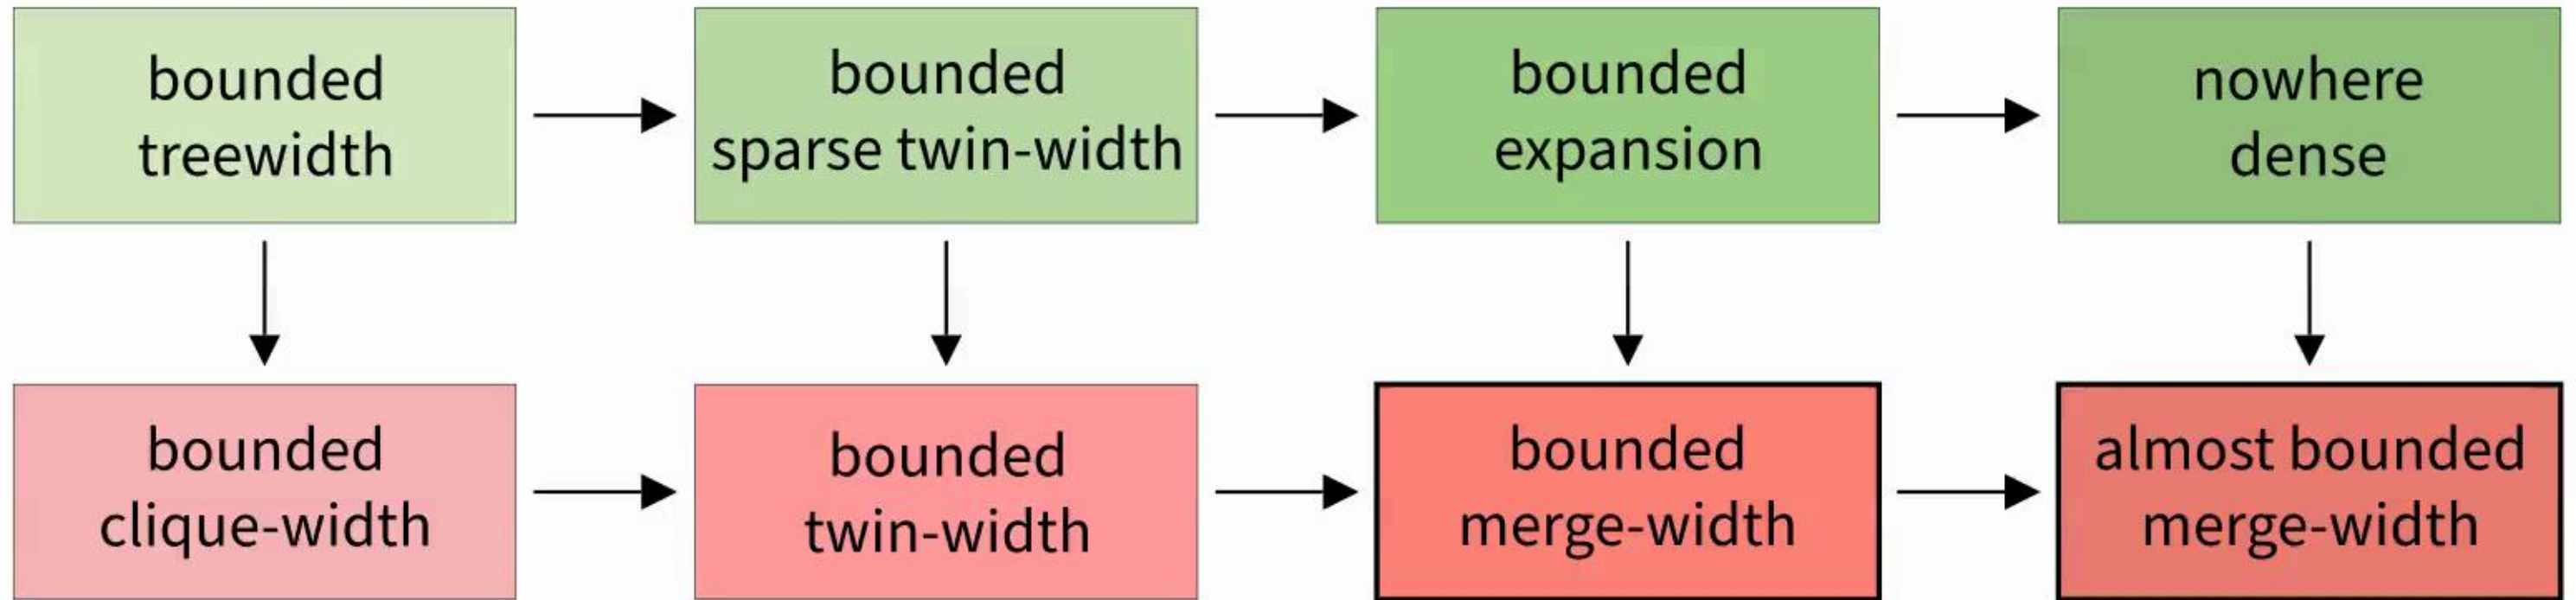 bounded
treewidth
bounded
sparse twin-width
bounded
expansion
nowhere
dense
bounded
clique-width
bounded
twin-width
bounded
merge-width
almost bounded
merge-width